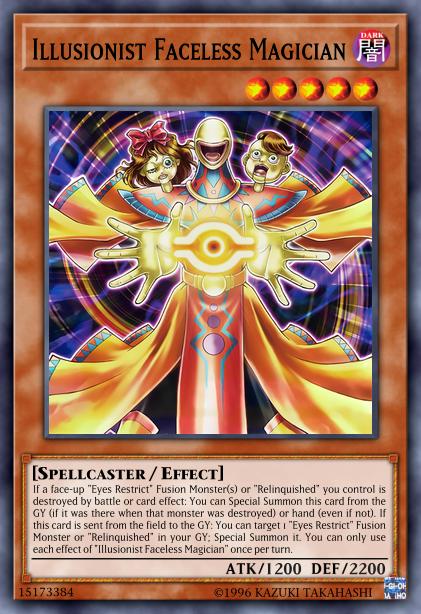 Illusionist Faceless Magician
DARK
闇
[Spellcaster / Effect]
If a face-up "Eyes Restrict" Fusion Monster(s) or "Relinquished" you control is
destroyed by battle or card effect: You can Special Summon this card from the
GY (if it was there when that monster was destroyed) or hand (even if not). If
this card is sent from the field to the GY: You can target 1 "Eyes Restrict" Fusion
Monster or "Relinquished" in your GY; Special Summon it. You can only use
each effect of "Illusionist Faceless Magician" once per turn.
ATK/1200 DEF/2200
15173384
©1996 KAZUKI TAKAHASHI